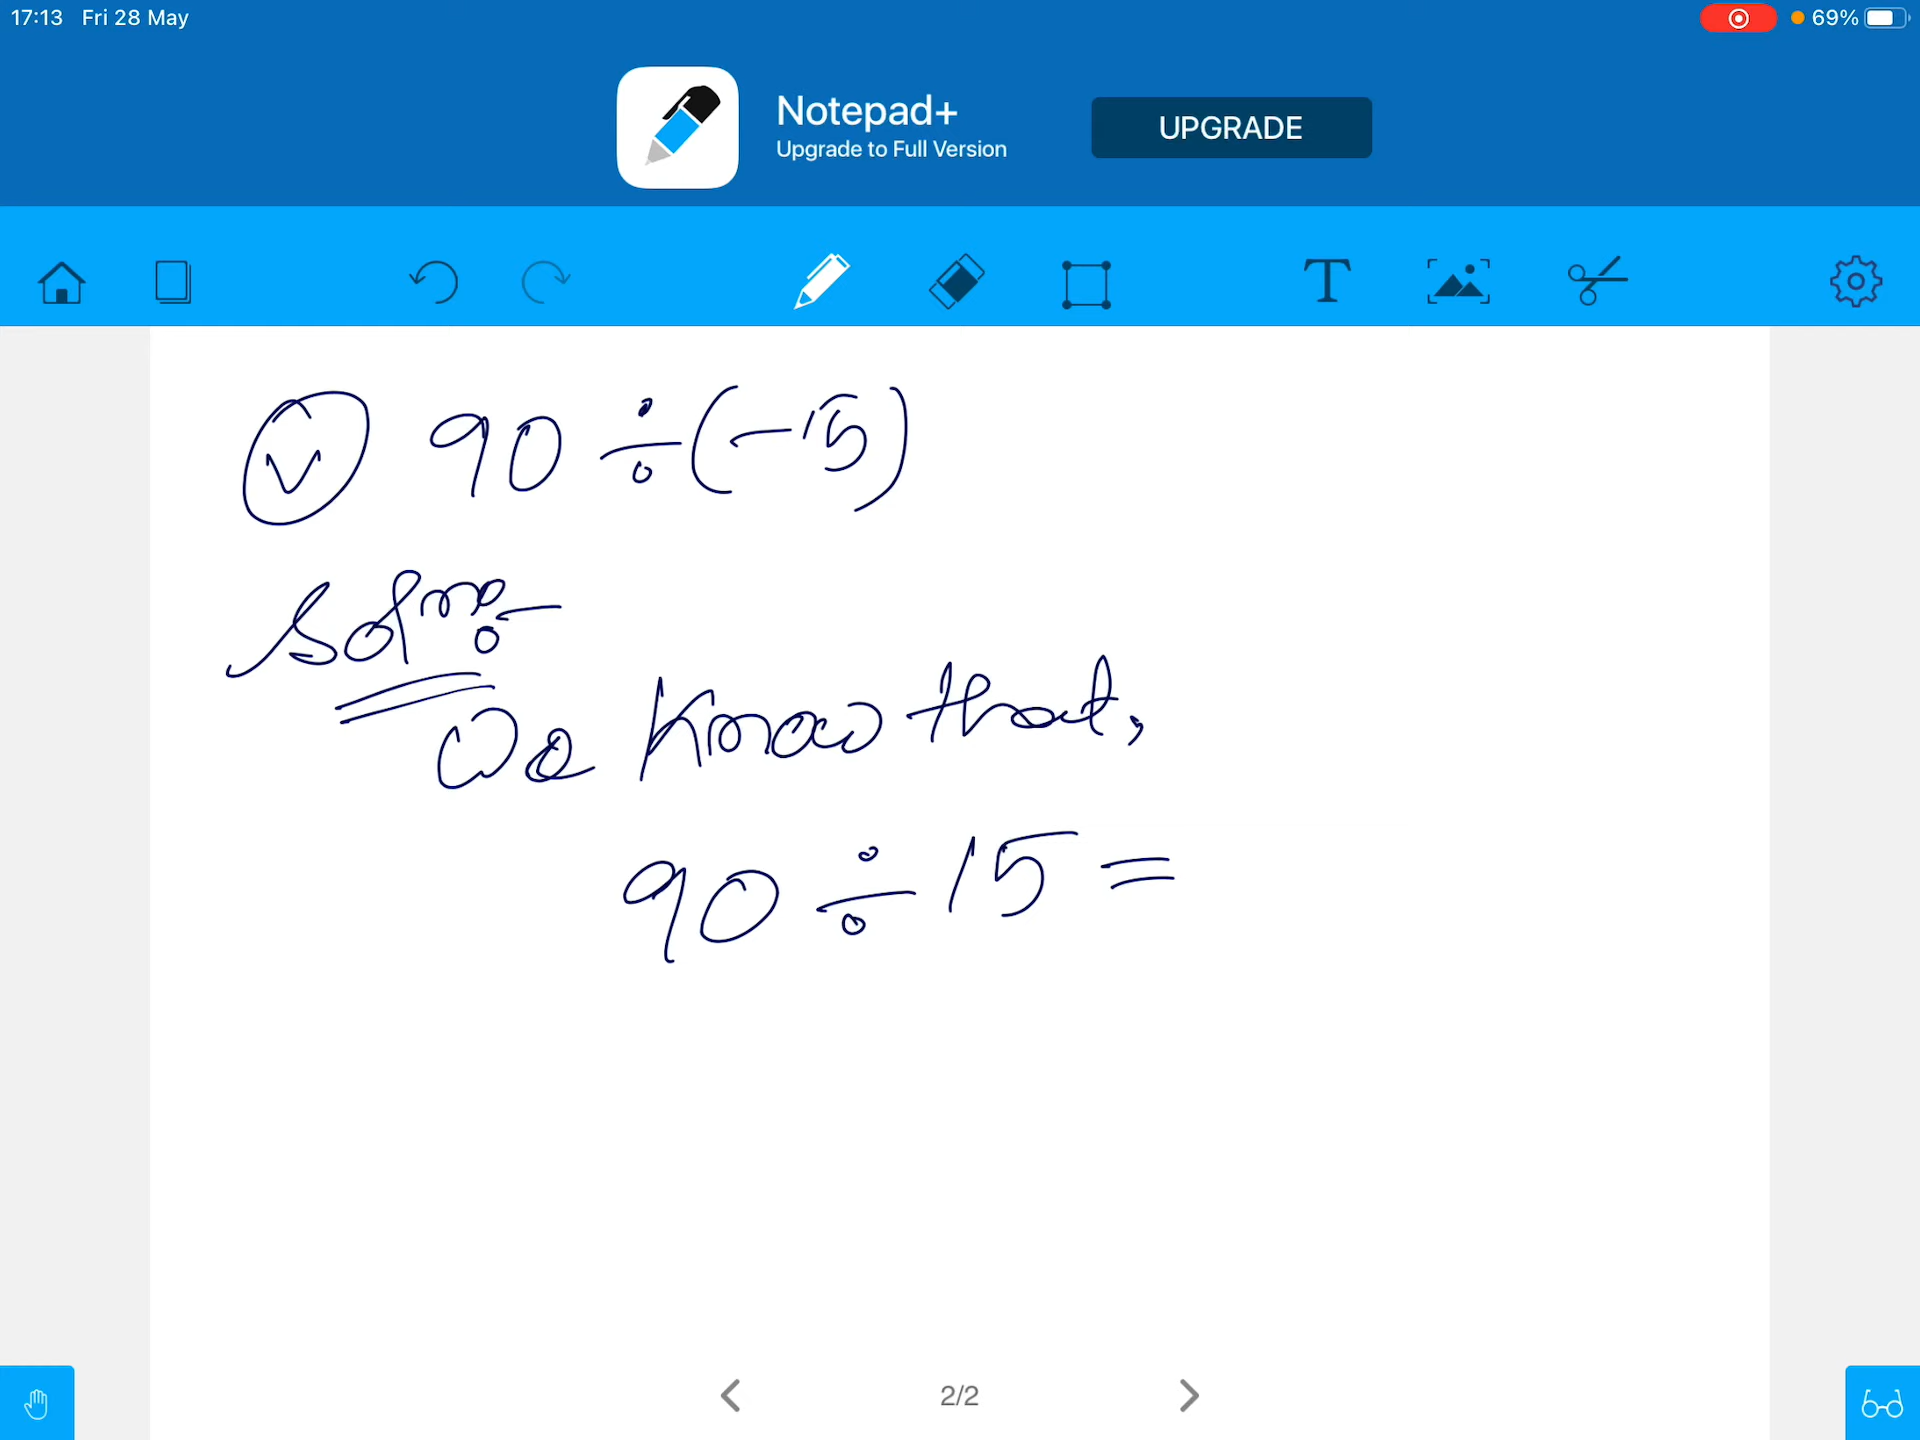 17:13 Fri 28 May 69%
Notepad+
Upgrade to Full Version
UPGRADE
T
v 90 ÷ (-15)
Soln:-
We know that,
90 ÷ 15 =
2/2